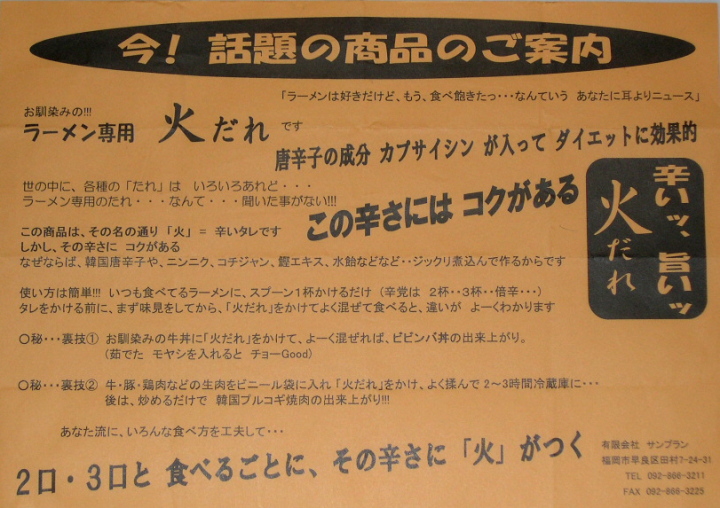 今! 話題の商品のご案内
「ラーメンは好きだけど、もう、食べ飽きたっ・・・なんていう あなたに耳よりニュース」
お馴染みの!!!
ラーメン専用 火だれ です
唐辛子の成分 カプサイシン が入って ダイエットに効果的
世の中に、各種の「たれ」は いろいろあれど・・・
ラーメン専用のたれ・・・なんて・・・聞いた事がない!!!
この辛さには コクがある
辛いッ、旨いッ
火だれ
この商品は、その名の通り 「火」 = 辛いタレです
しかし、その辛さに コクがある
なぜならば、韓国唐辛子や、ニンニク、コチジャン、鰹エキス、水飴などなど・・ジックリ煮込んで作るからです
使い方は簡単!!! いつも食べてるラーメンに、スプーン1杯かけるだけ (辛党は 2杯・・3杯・・倍辛・・・)
タレをかける前に、まず味見をしてから、「火だれ」をかけてよく混ぜて食べると、違いが よーくわかります
〇秘・・・裏技① お馴染みの牛丼に「火だれ」をかけて、よーく混ぜれば、ビビンバ丼の出来上がり。
(茹でた モヤシを入れると チョーGood)
〇秘・・・裏技② 牛・豚・鶏肉などの生肉をビニール袋に入れ 「火だれ」をかけ、よく揉んで 2~3時間冷蔵庫に・・・
後は、炒めるだけで 韓国プルコギ焼肉の出来上がり!!!
あなた流に、いろんな食べ方を工夫して・・・
2口・3口と 食べるごとに、その辛さに 「火」 がつく
有限会社 サンプラン
福岡市早良区田村7-24-31
TEL 092-866-3211
FAX 092-866-3225